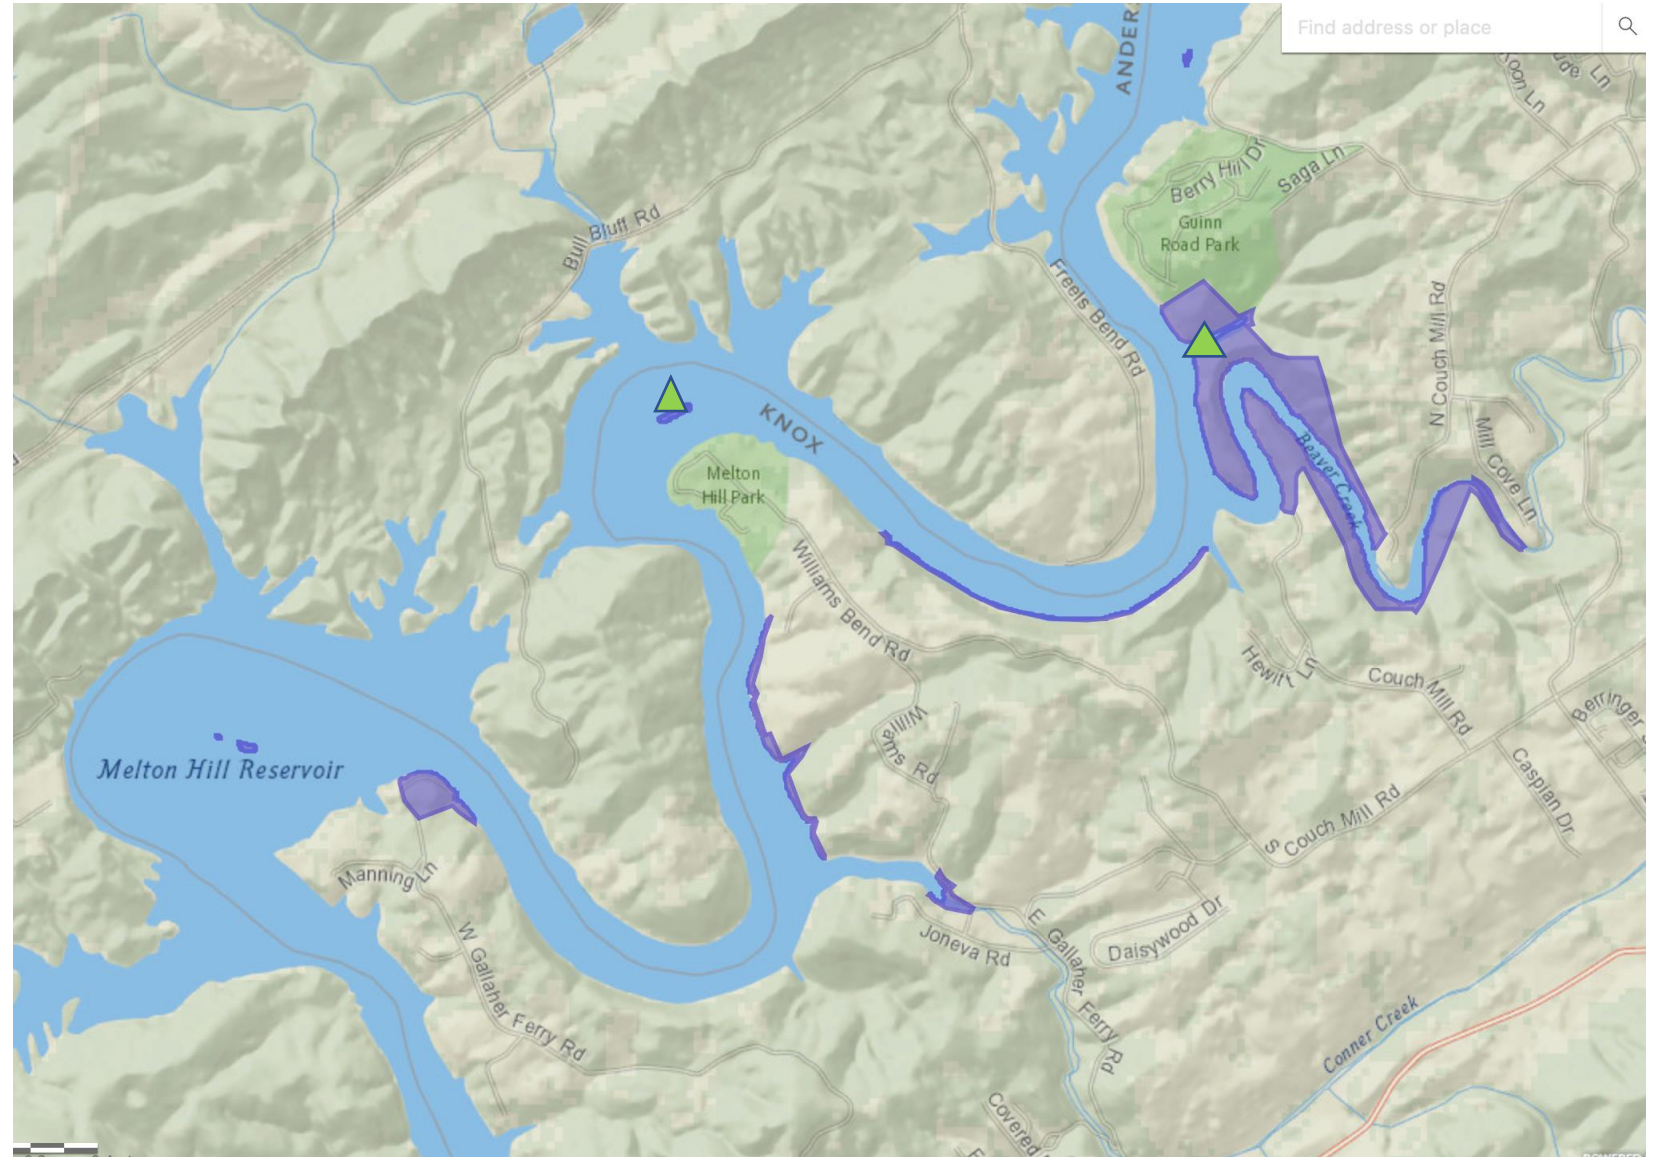 Find address or place
ANDER
Koon Ln
Ln
Berry Hill Dr
Saga Ln
Guinn
Road Park
Bull Bluff Rd
Freels Bend Rd
N Couch Mill Rd
KNOX
Mill Cove Ln
Beaver Creek
Melton
Hill Park
Williams Bend Rd
Hewitt Ln
Couch Mill Rd
Berringer
Williams Rd
Melton Hill Reservoir
Caspian Dr
S Couch Mill Rd
Manning Ln
Daisywood Dr
E Gallaher Ferry Rd
Joneva Rd
W Gallaher Ferry Rd
Conner Creek
Covered